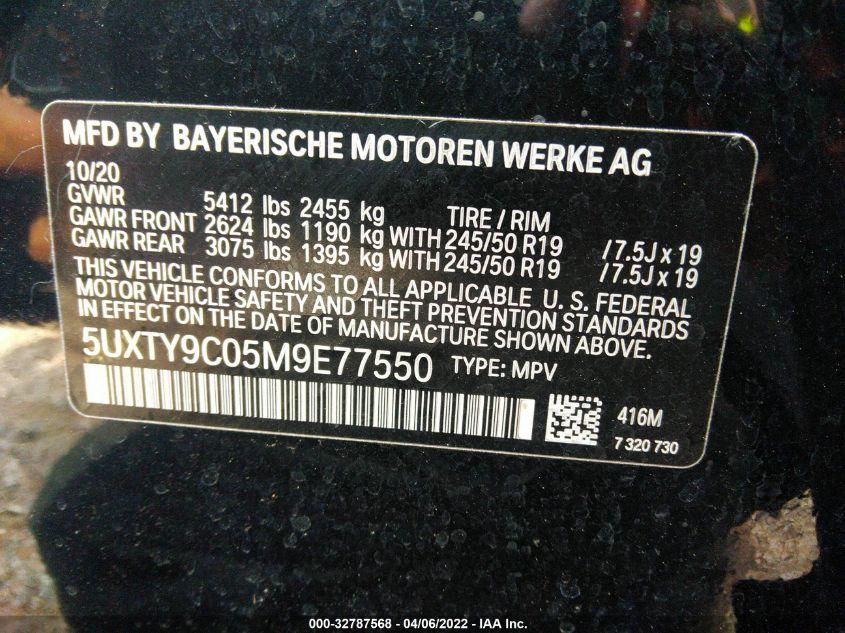 MFD BY BAYERISCHE MOTOREN WERKE AG
10/20
GVWR 5412 lbs 2455 kg TIRE / RIM
GAWR FRONT 2624 lbs 1190 kg WITH 245/50 R19 /7.5J x 19
GAWR REAR 3075 lbs 1395 kg WITH 245/50 R19 /7.5J x 19
THIS VEHICLE CONFORMS TO ALL APPLICABLE U. S. FEDERAL
MOTOR VEHICLE SAFETY AND THEFT PREVENTION STANDARDS
IN EFFECT ON THE DATE OF MANUFACTURE SHOWN ABOVE.
5UXTY9C05M9E77550 TYPE: MPV
416M
7 320 730
000-32787568 - 04/06/2022 - IAA Inc.